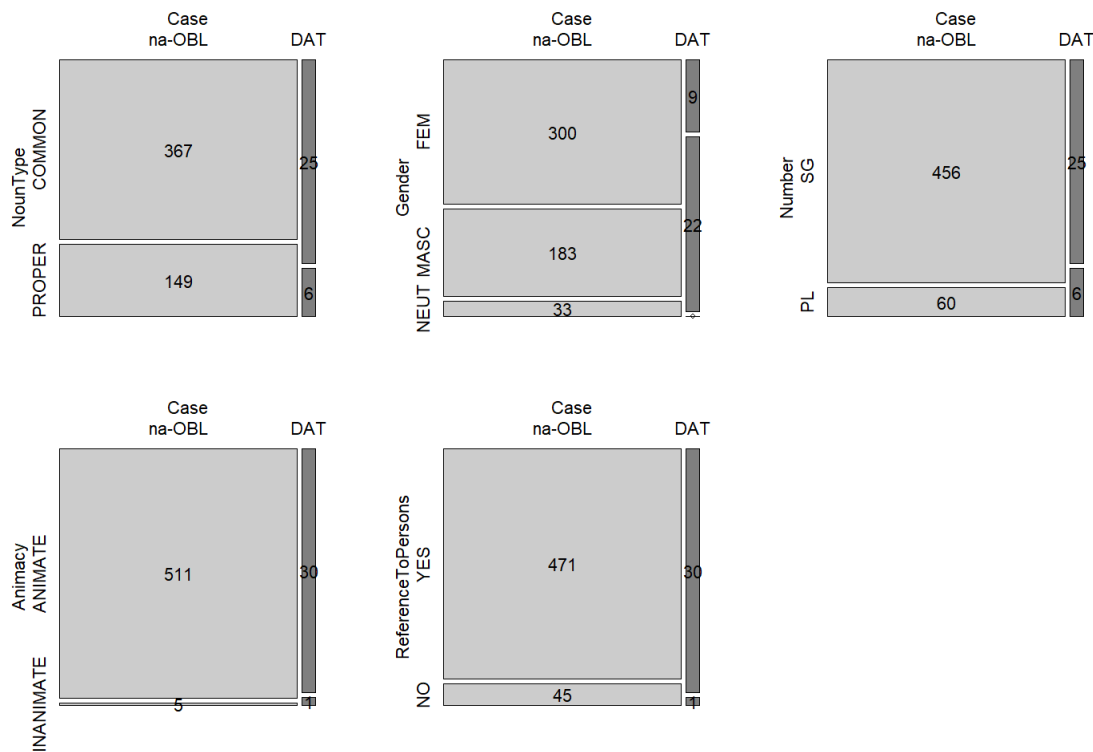 Case
na-OBL DAT
NounType
COMMON
PROPER
367
25
149
6
Case
na-OBL DAT
Gender
FEM
MASC
NEUT
300
9
183
22
33
0
Case
na-OBL DAT
Number
SG
PL
456
25
60
6
Case
na-OBL DAT
Animacy
ANIMATE
INANIMATE
511
30
5
1
Case
na-OBL DAT
ReferenceToPersons
YES
NO
471
30
45
1